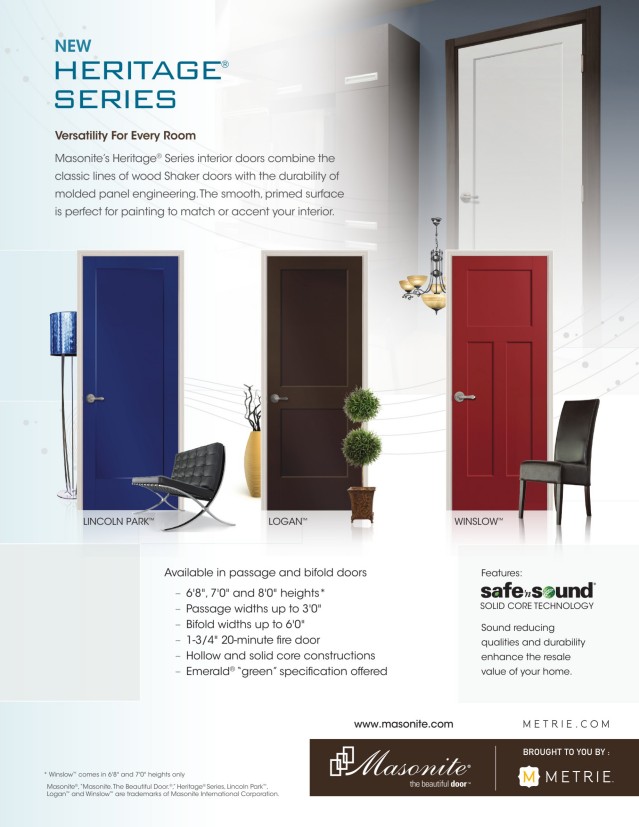 NEW
HERITAGE®
SERIES
Versatility For Every Room
Masonite's Heritage® Series interior doors combine the
classic lines of wood Shaker doors with the durability of
molded panel engineering. The smooth, primed surface
is perfect for painting to match or accent your interior.
LINCOLN PARK™
LOGAN™
WINSLOW™
Available in passage and bifold doors
– 6'8", 7'0" and 8'0" heights*
– Passage widths up to 3'0"
– Bifold widths up to 6'0"
– 1-3/4" 20-minute fire door
– Hollow and solid core constructions
– Emerald® "green" specification offered
Features:
safe 'n sound®
SOLID CORE TECHNOLOGY
Sound reducing
qualities and durability
enhance the resale
value of your home.
www.masonite.com
METRIE.COM
Masonite®
the beautiful door™
BROUGHT TO YOU BY :
M METRIE
* Winslow™ comes in 6'8" and 7'0" heights only
Masonite®, "Masonite. The Beautiful Door.®," Heritage® Series, Lincoln Park™,
Logan™ and Winslow™ are trademarks of Masonite International Corporation.